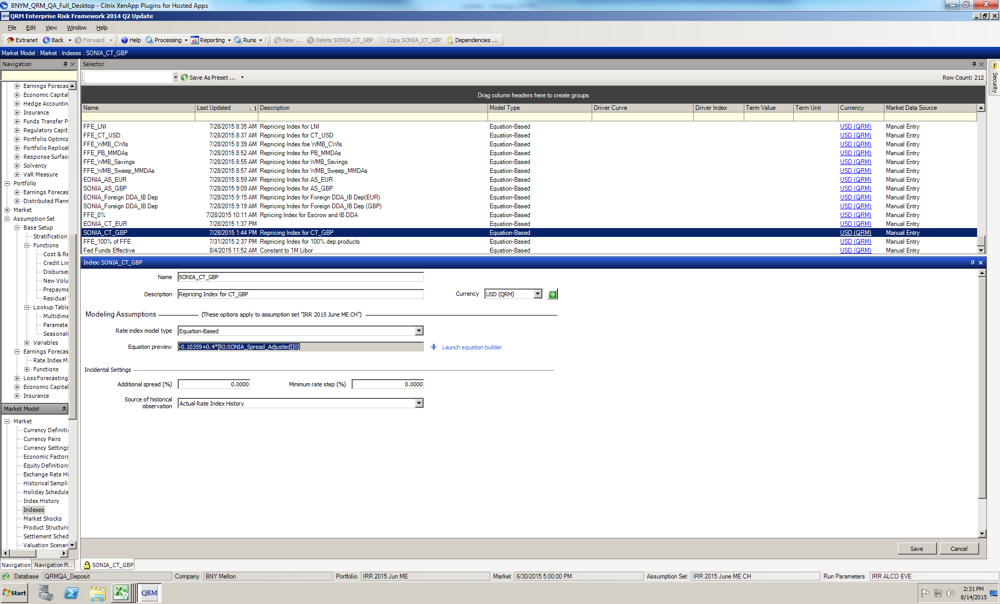 BNYM_QRM_QA_Full_Desktop - Citrix XenApp Plugins for Hosted Apps
QRM Enterprise Risk Framework 2014 Q2 Update
File Edit View Window Help
Extranet Back Forward Help Processing Reporting Runs New ... Delete SONIA_CT_GBP Copy SONIA_CT_GBP Dependencies ...
Market Model : Market : Indexes : SONIA_CT_GBP
Navigation
Earnings Forecas
Economic Capital
Hedge Accountin
Insurance
Funds Transfer P
Regulatory Capit
Portfolio Optimiz
Portfolio Replicat
Response Surface
Solvency
VaR Measure
Portfolio
Earnings Forecas
Distributed Plann
Market
Assumption Set
Base Setup
Stratification
Functions
Cost & Re
Credit Lin
Disburser
New Volu
Prepayme
Residual
Lookup Table
Multidime
Paramete
Seasonali
Variables
Earnings Forecas
Rate Index M
Functions
Loss Forecasting
Economic Capital
Insurance
Market Model
Market
Currency Definiti
Currency Pairs
Currency Settings
Economic Factors
Equity Definitions
Exchange Rate Hi
Historical Sampli
Holiday Schedule
Index History
Indexes
Market Shocks
Product Structuri
Settlement Sched
Valuation Scenari
Navigation Navigation Fi...
Selector
Save As Preset ... Row Count: 212
Drag column headers here to create groups
Name Last Updated 1 Description Model Type Driver Curve Driver Index Term Value Term Unit Currency Market Data Source
FFE_LNI 7/28/2015 8:35 AM Repricing Index for LNI Equation-Based USD (QRM) Manual Entry
FFE_CT_USD 7/28/2015 8:37 AM Repricing Index for CT_USD Equation-Based USD (QRM) Manual Entry
FFE_WMB_CWIs 7/28/2015 8:39 AM Repricing Index foe WMB_CWIs Equation-Based USD (QRM) Manual Entry
FFE_PB_MMDAs 7/28/2015 8:52 AM Repricing Index for PB_MMDAs Equation-Based USD (QRM) Manual Entry
FFE_WMB_Savings 7/28/2015 8:55 AM Repricing Index for WMB_Savings Equation-Based USD (QRM) Manual Entry
FFE_WMB_Sweep_MMDAs 7/28/2015 8:57 AM Repricing Index for WMB_Sweep_MMDAs Equation-Based USD (QRM) Manual Entry
EONIA_AS_EUR 7/28/2015 8:59 AM Repricing Index for AS_EUR Equation-Based USD (QRM) Manual Entry
SONIA_AS_GBP 7/28/2015 9:09 AM Repricing Index for AS_GBP Equation-Based USD (QRM) Manual Entry
EONIA_Foreign DDA_IB Dep 7/28/2015 9:15 AM Repricing Index for Foreign DDA_IB Dep(EUR) Equation-Based USD (QRM) Manual Entry
SONIA_Foreign DDA_IB Dep 7/28/2015 9:19 AM Repricing Index for Foreign DDA_IB Dep (GBP) Equation-Based USD (QRM) Manual Entry
FFE_0% 7/28/2015 10:11 AM Rpricing Index for Escrow and IB DDA Equation-Based USD (QRM) Manual Entry
EONIA_CT_EUR 7/28/2015 1:37 PM Equation-Based USD (QRM) Manual Entry
SONIA_CT_GBP 7/28/2015 1:44 PM Repricing Index for CT_GBP Equation-Based USD (QRM) Manual Entry
FFE_100% of FFE 7/31/2015 2:37 PM Repricing Index for 100% dep products Equation-Based USD (QRM) Manual Entry
Fed Funds Effective 8/4/2015 11:52 AM Constant to 1M Libor Equation-Based USD (QRM) Manual Entry
Index: SONIA_CT_GBP
Name SONIA_CT_GBP
Description Repricing Index for CT_GBP Currency USD (QRM)
Modeling Assumptions (These options apply to assumption set "IRR 2015 June ME CH")
Rate index model type Equation-Based
Equation preview -0.10359+0.4*[RI:SONIA_Spread_Adjusted][0] Launch equation builder
Incidental Settings
Additional spread (%) 0.0000 Minimum rate step (%) 0.0000
Source of historical observation Actual Rate Index History
Save Cancel
SONIA_CT_GBP
Security
Database QRMQA_Deposit Company BNY Mellon Portfolio IRR 2015 Jun ME Market 6/30/2015 5:00:00 PM Assumption Set IRR 2015 June ME CH Run Parameters IRR ALCO EVE
Start QRM 2:31 PM
8/14/2015